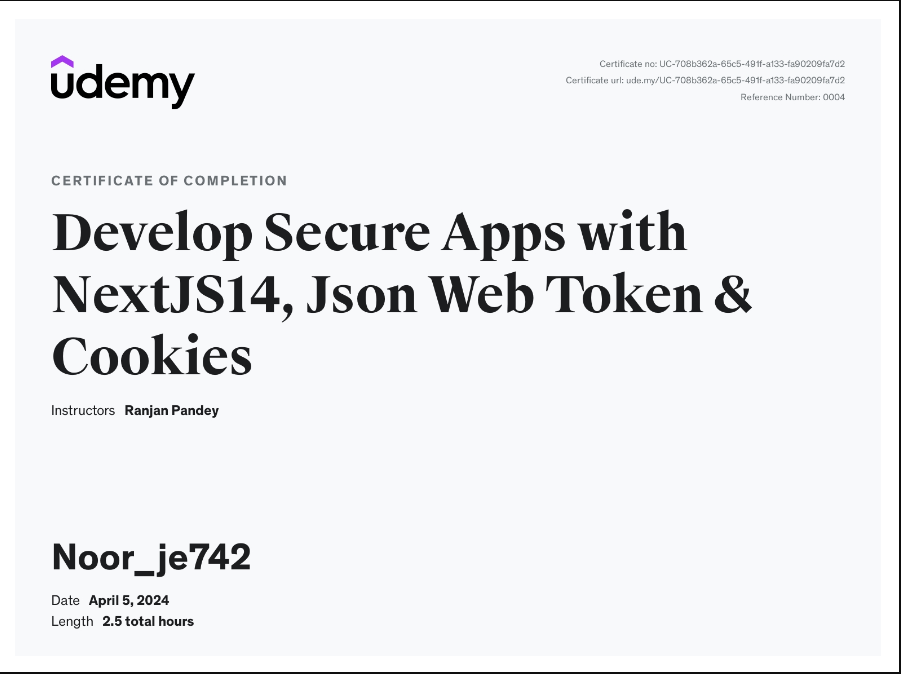 udemy
Certificate no: UC-708b362a-65c5-491f-a133-fa90209fa7d2
Certificate url: ude.my/UC-708b362a-65c5-491f-a133-fa90209fa7d2
Reference Number: 0004
CERTIFICATE OF COMPLETION
Develop Secure Apps with
NextJS14, Json Web Token &
Cookies
Instructors Ranjan Pandey
Noor_je742
Date April 5, 2024
Length 2.5 total hours